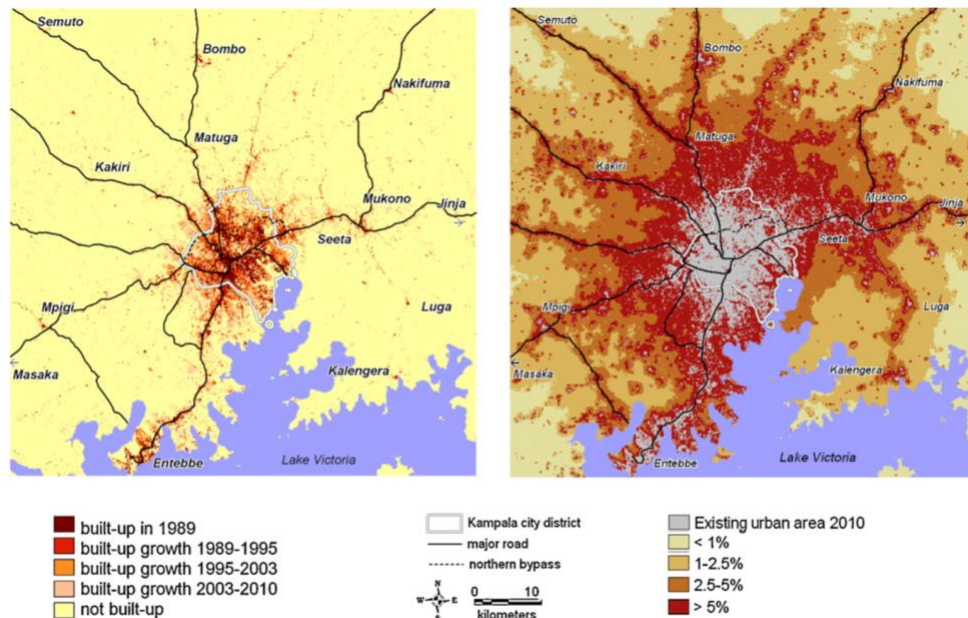 Semuto
Bombo
Nakifuma
Matuga
Kakiri
Mukono
Jinja
Seeta
Mpigi
Luga
Masaka
Kalengera
Entebbe
Lake Victoria
Semuto
Bombo
Nakifuma
Matuga
Kakiri
Mukono
Jinja
Seeta
Mpigi
Luga
Masaka
Kalengera
Entebbe
Lake Victoria
built-up in 1989
built-up growth 1989-1995
built-up growth 1995-2003
built-up growth 2003-2010
not built-up
Kampala city district
major road
northern bypass
N
W E
S
0 10
kilometers
Existing urban area 2010
< 1%
1-2.5%
2.5-5%
> 5%